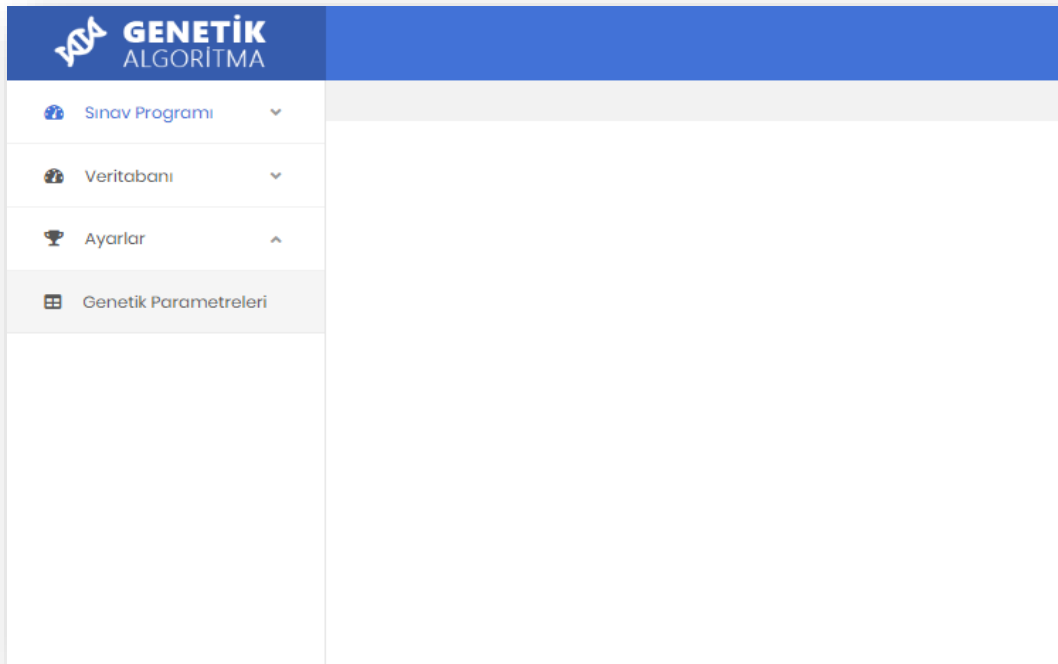 GENETİK
ALGORİTMA
Sınav Programı
Veritabanı
Ayarlar
Genetik Parametreleri